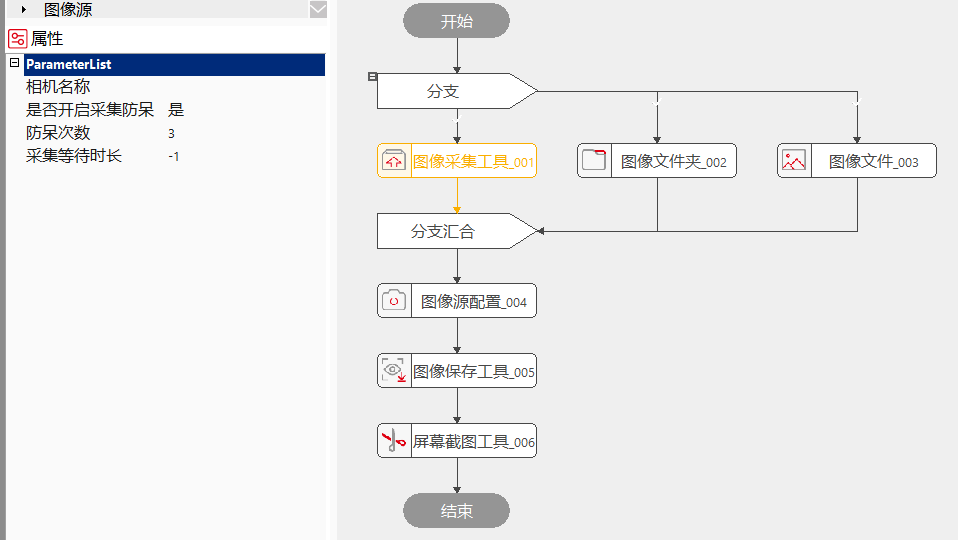 图像源
属性
ParameterList
相机名称
是否开启采集防呆 是
防呆次数 3
采集等待时长 -1
开始
分支
图像采集工具_001
图像文件夹_002
图像文件_003
分支汇合
图像源配置_004
图像保存工具_005
屏幕截图工具_006
结束